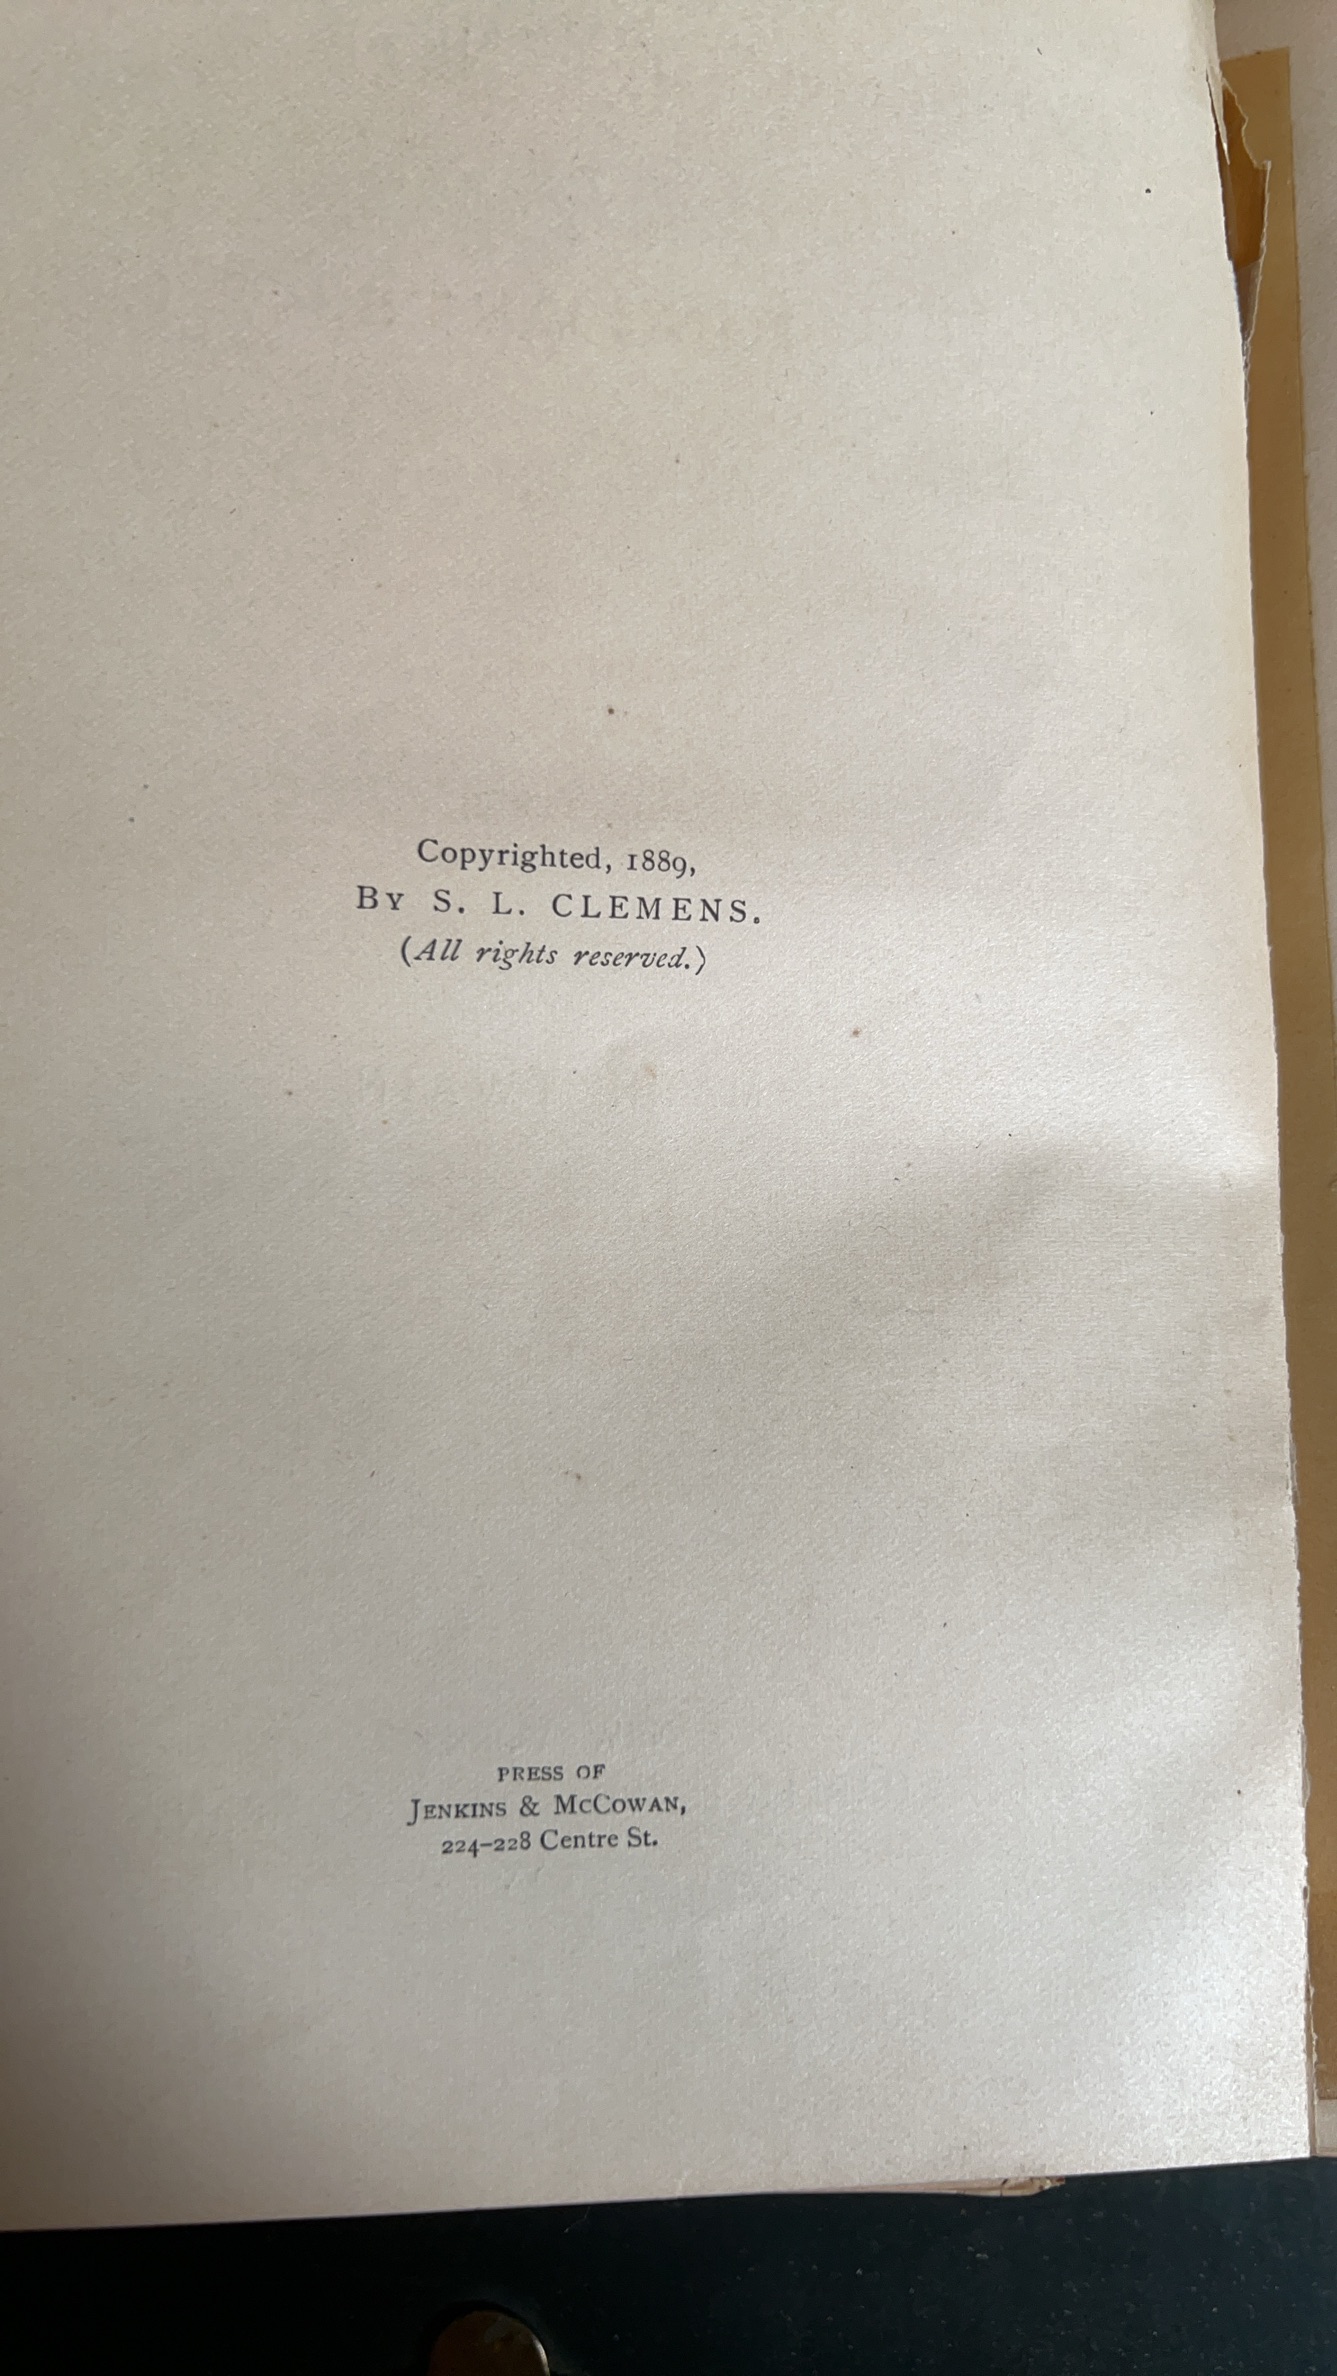 Copyrighted, 1889,
By S. L. CLEMENS.
(All rights reserved.)
PRESS OF
JENKINS & MCCOWAN,
224–228 Centre St.